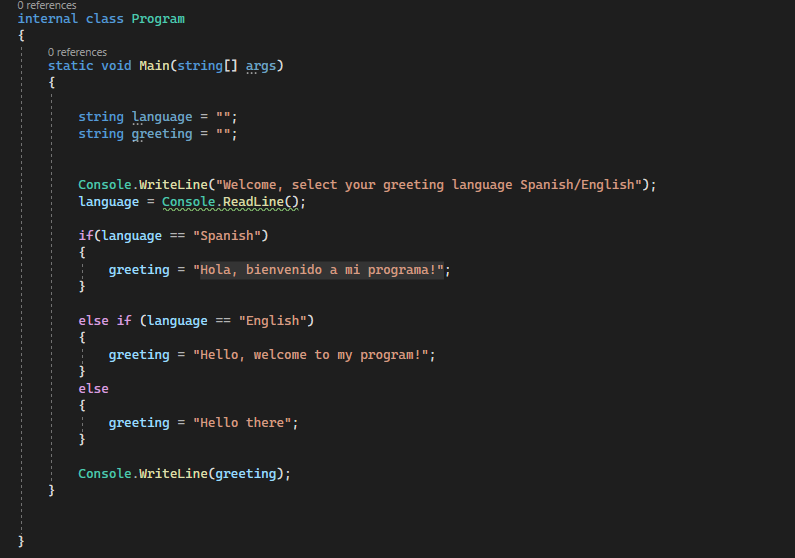 0 references
internal class Program
{
0 references
static void Main(string[] args)
{
string language = "";
string greeting = "";
Console.WriteLine("Welcome, select your greeting language Spanish/English");
language = Console.ReadLine();
if(language == "Spanish")
{
greeting = "Hola, bienvenido a mi programa!";
}
else if (language == "English")
{
greeting = "Hello, welcome to my program!";
}
else
{
greeting = "Hello there";
}
Console.WriteLine(greeting);
}
}